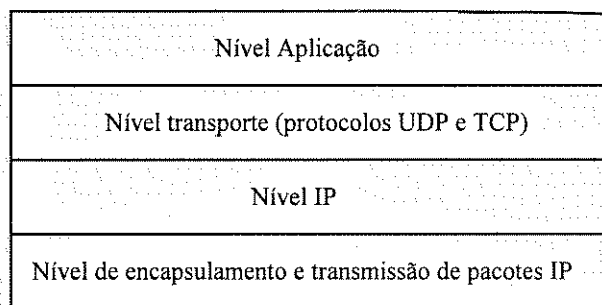 Nível Aplicação
Nível transporte (protocolos UDP e TCP)
Nível IP
Nível de encapsulamento e transmissão de pacotes IP